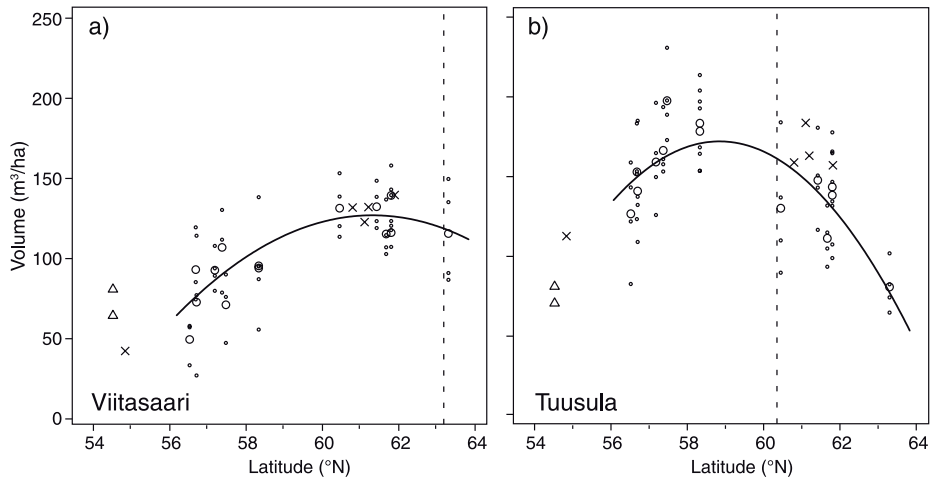 a)
b)
250
200
150
100
50
0
Volume (m³/ha)
Viitasaari
Tuusula
54 56 58 60 62 64
54 56 58 60 62 64
Latitude (°N)
Latitude (°N)